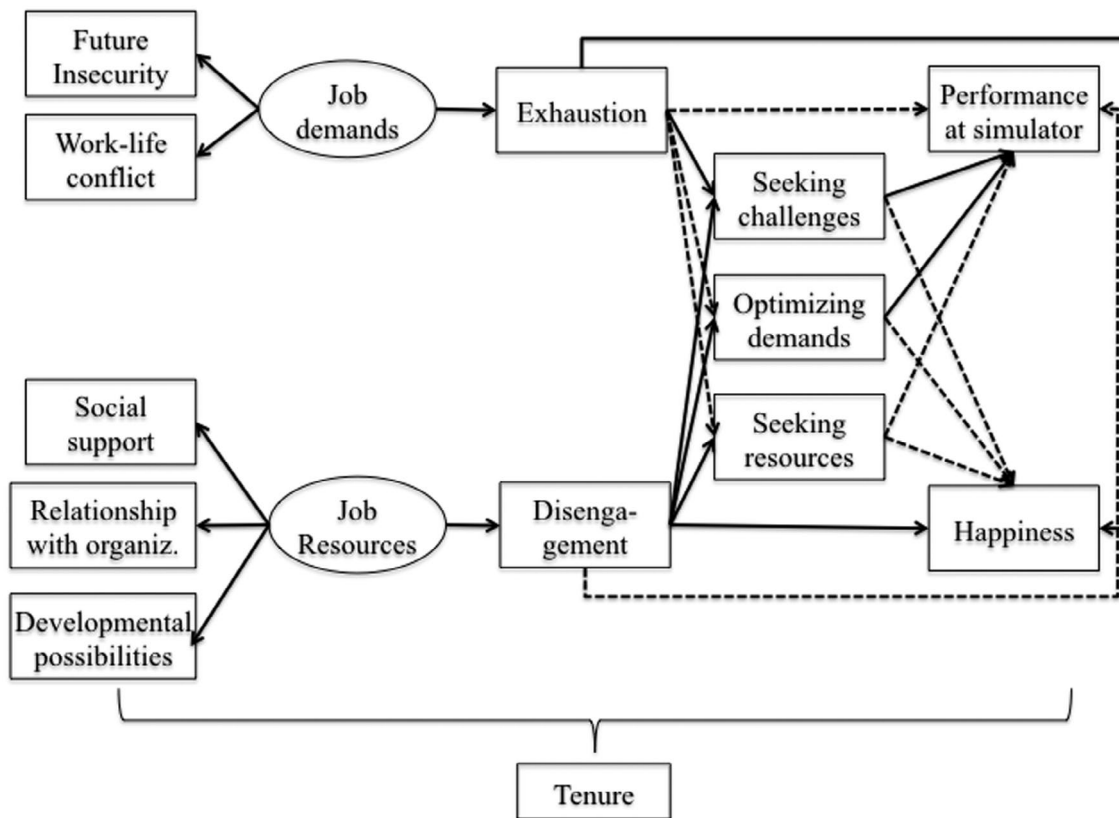 Future
Insecurity
Work-life
conflict
Job
demands
Exhaustion
Performance
at simulator
Seeking
challenges
Optimizing
demands
Seeking
resources
Social
support
Relationship
with organiz.
Developmental
possibilities
Job
Resources
Disenga-
gement
Happiness
Tenure